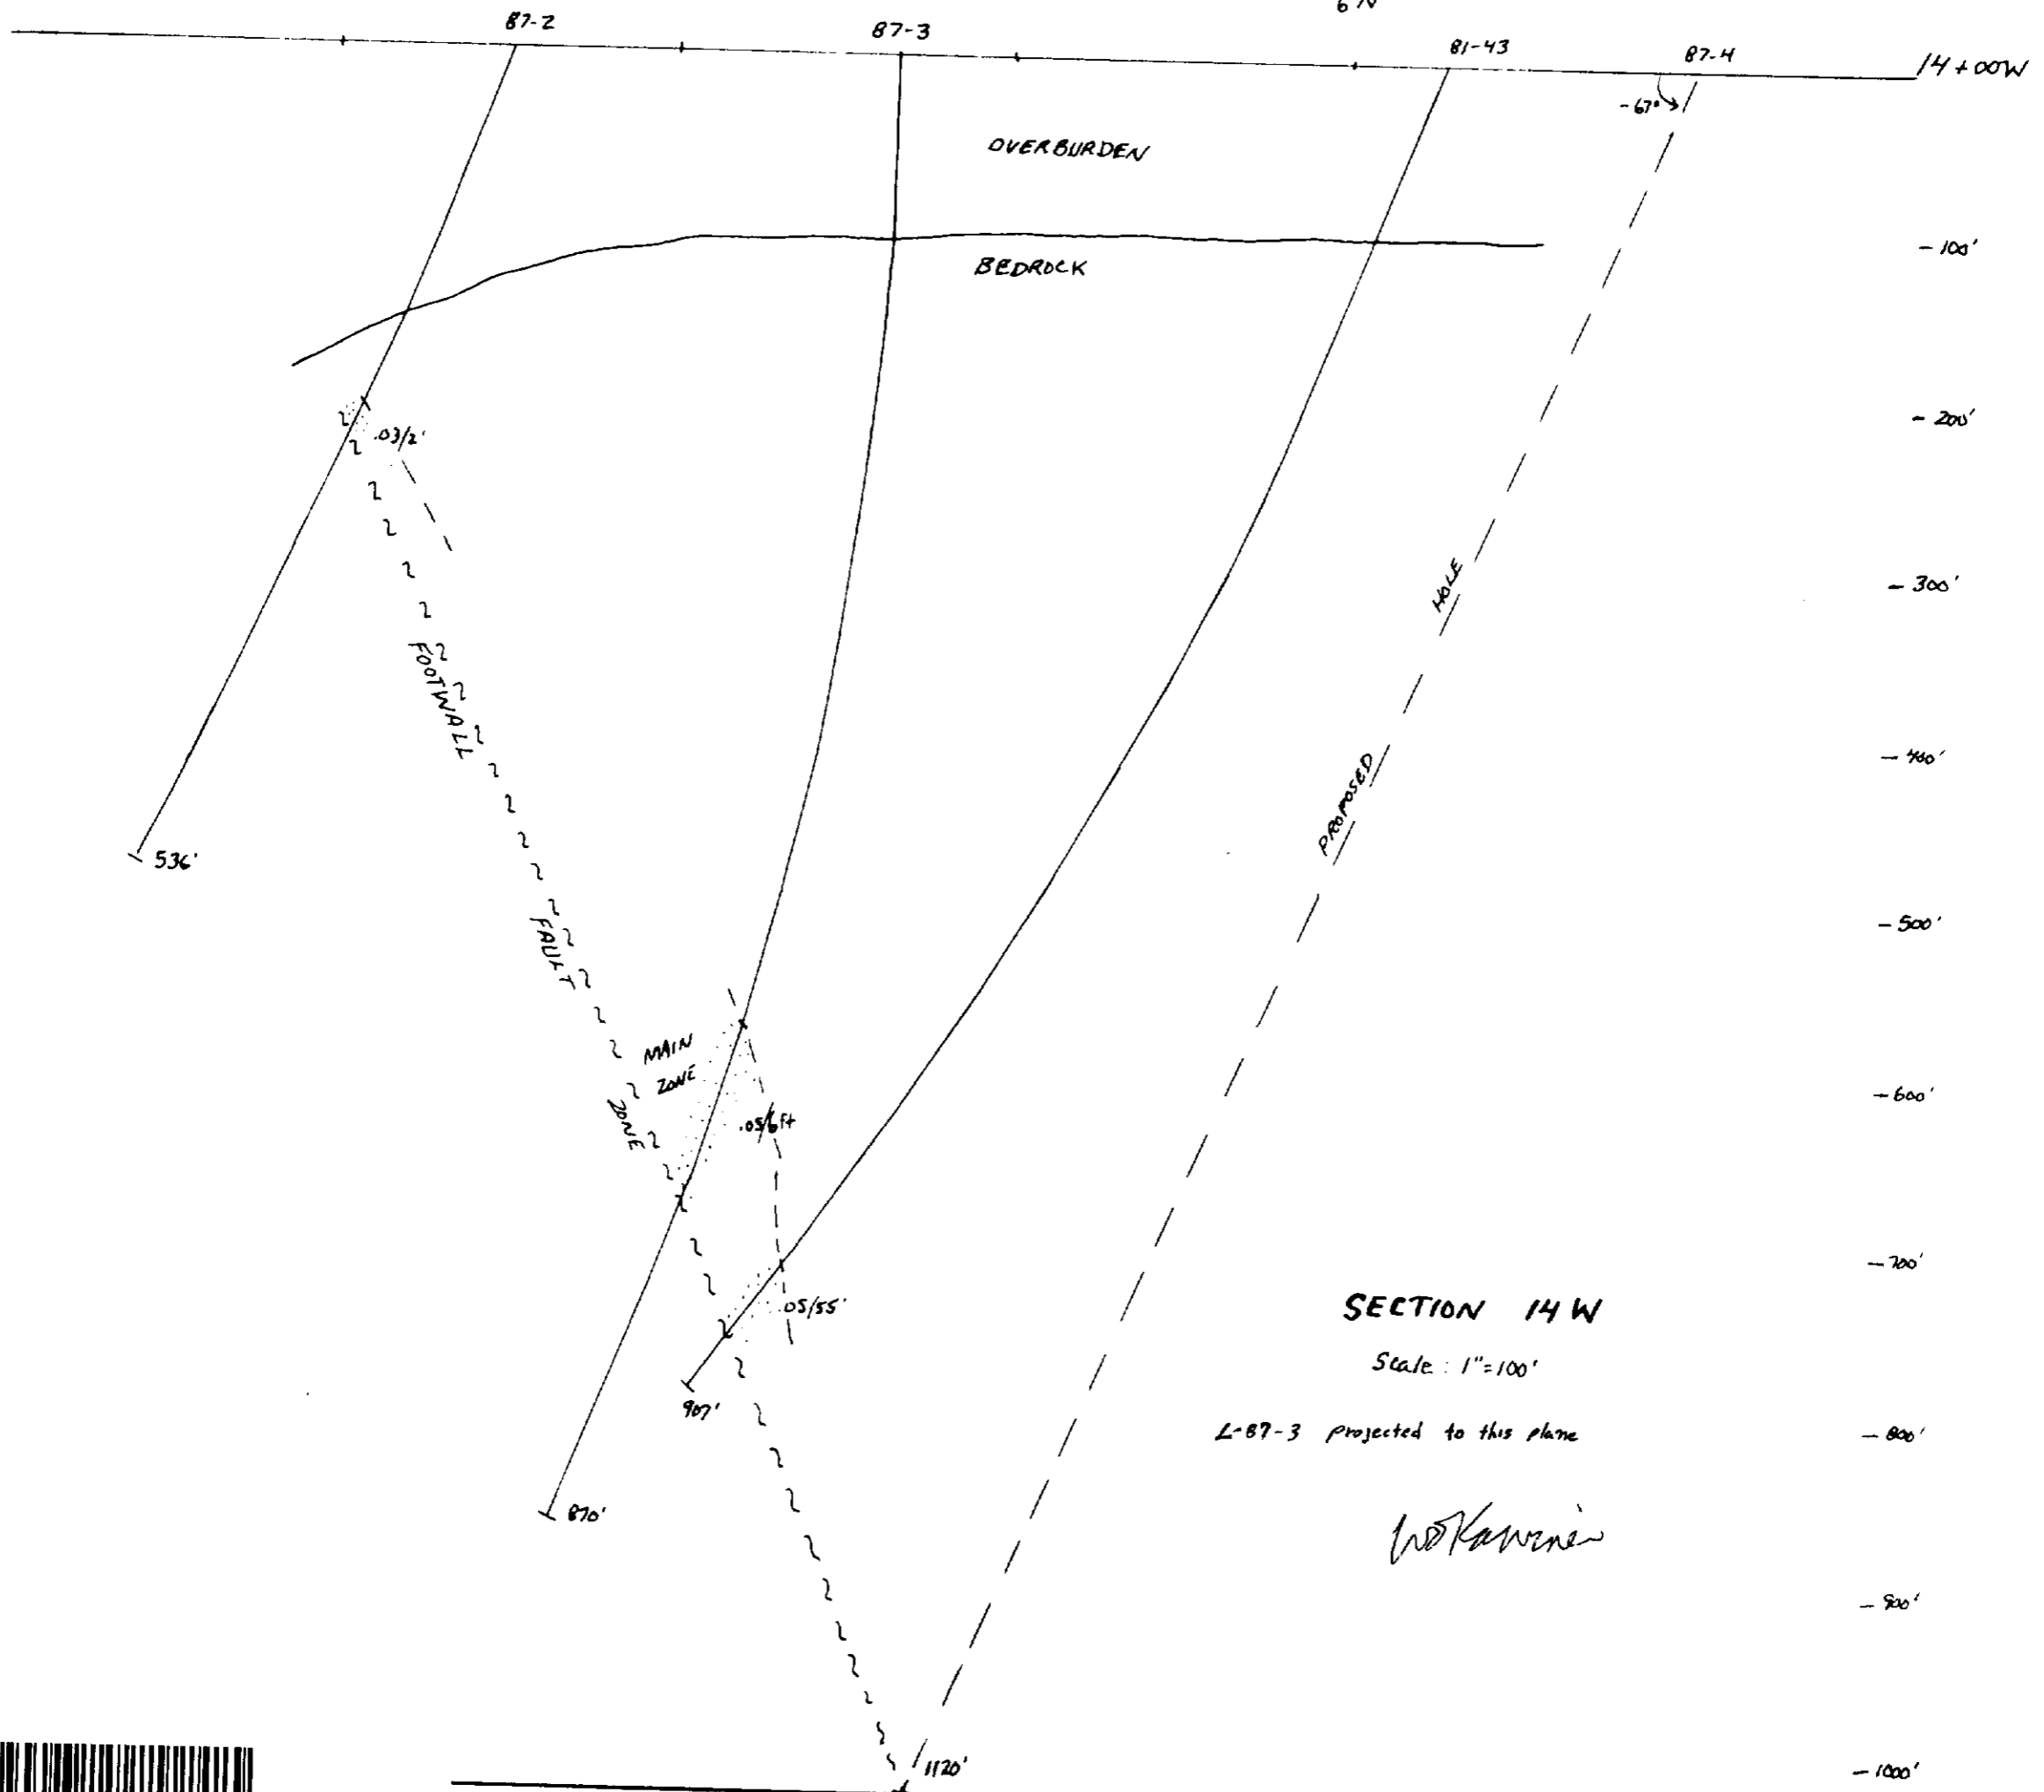 6N
87-2
87-3
81-43
87-4
14+00W
-67°
OVERBURDEN
BEDROCK
-100'
-200'
.03/2'
-300'
HOLE
FOOTWALL
-400'
PROPOSED
536'
-500'
FAULT
MAIN
ZONE
-600'
ZONE
.05/6ft
-700'
.05/55'
SECTION 14 W
Scale : 1"=100'
907'
L-87-3 projected to this plane
-800'
870'
-900'
1120'
-1000'